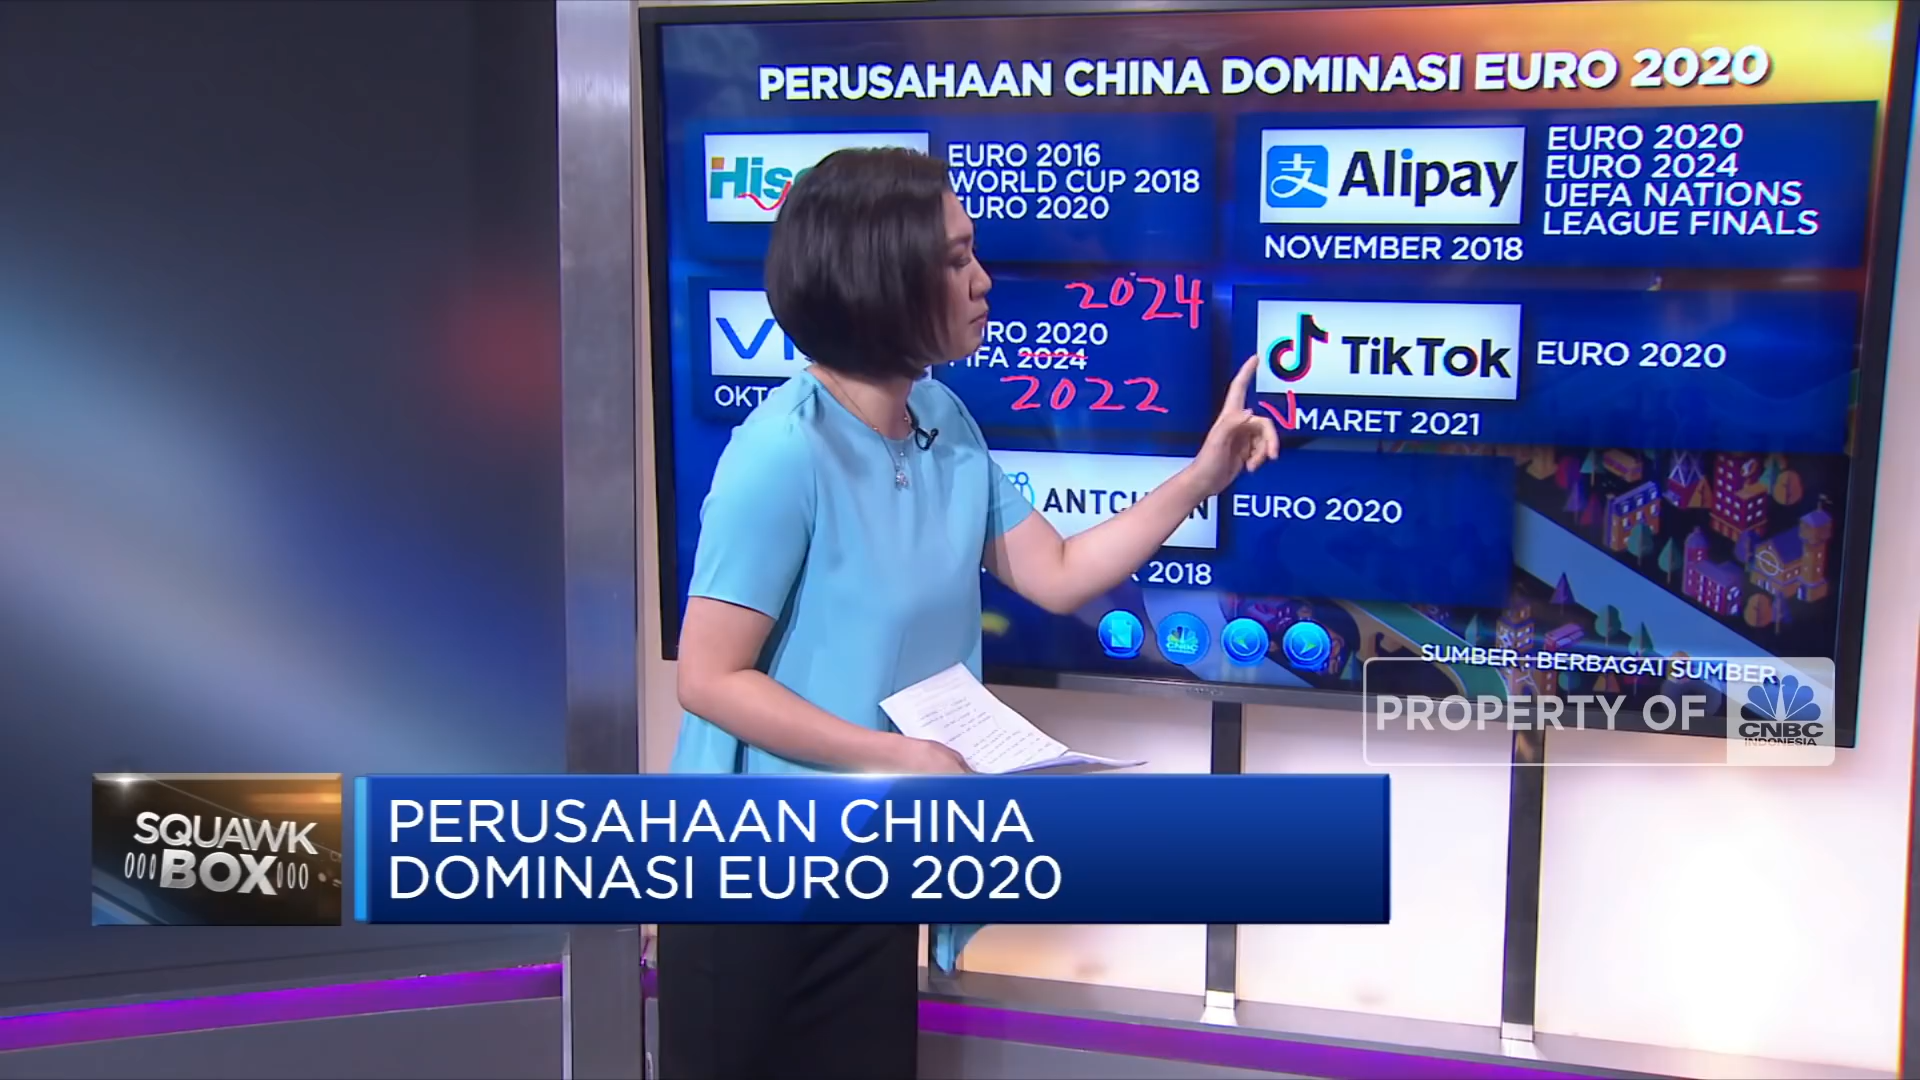 PERUSAHAAN CHINA DOMINASI EURO 2020
EURO 2016
WORLD CUP 2018
EURO 2020
Alipay
NOVEMBER 2018
EURO 2020
EURO 2024
UEFA NATIONS
LEAGUE FINALS
2024
2020
2024
2022
TikTok
EURO 2020
MARET 2021
EURO 2020
2018
SUMBER : BERBAGAI SUMBER
PROPERTY OF CNBC INDONESIA
SQUAWK
BOX
PERUSAHAAN CHINA
DOMINASI EURO 2020